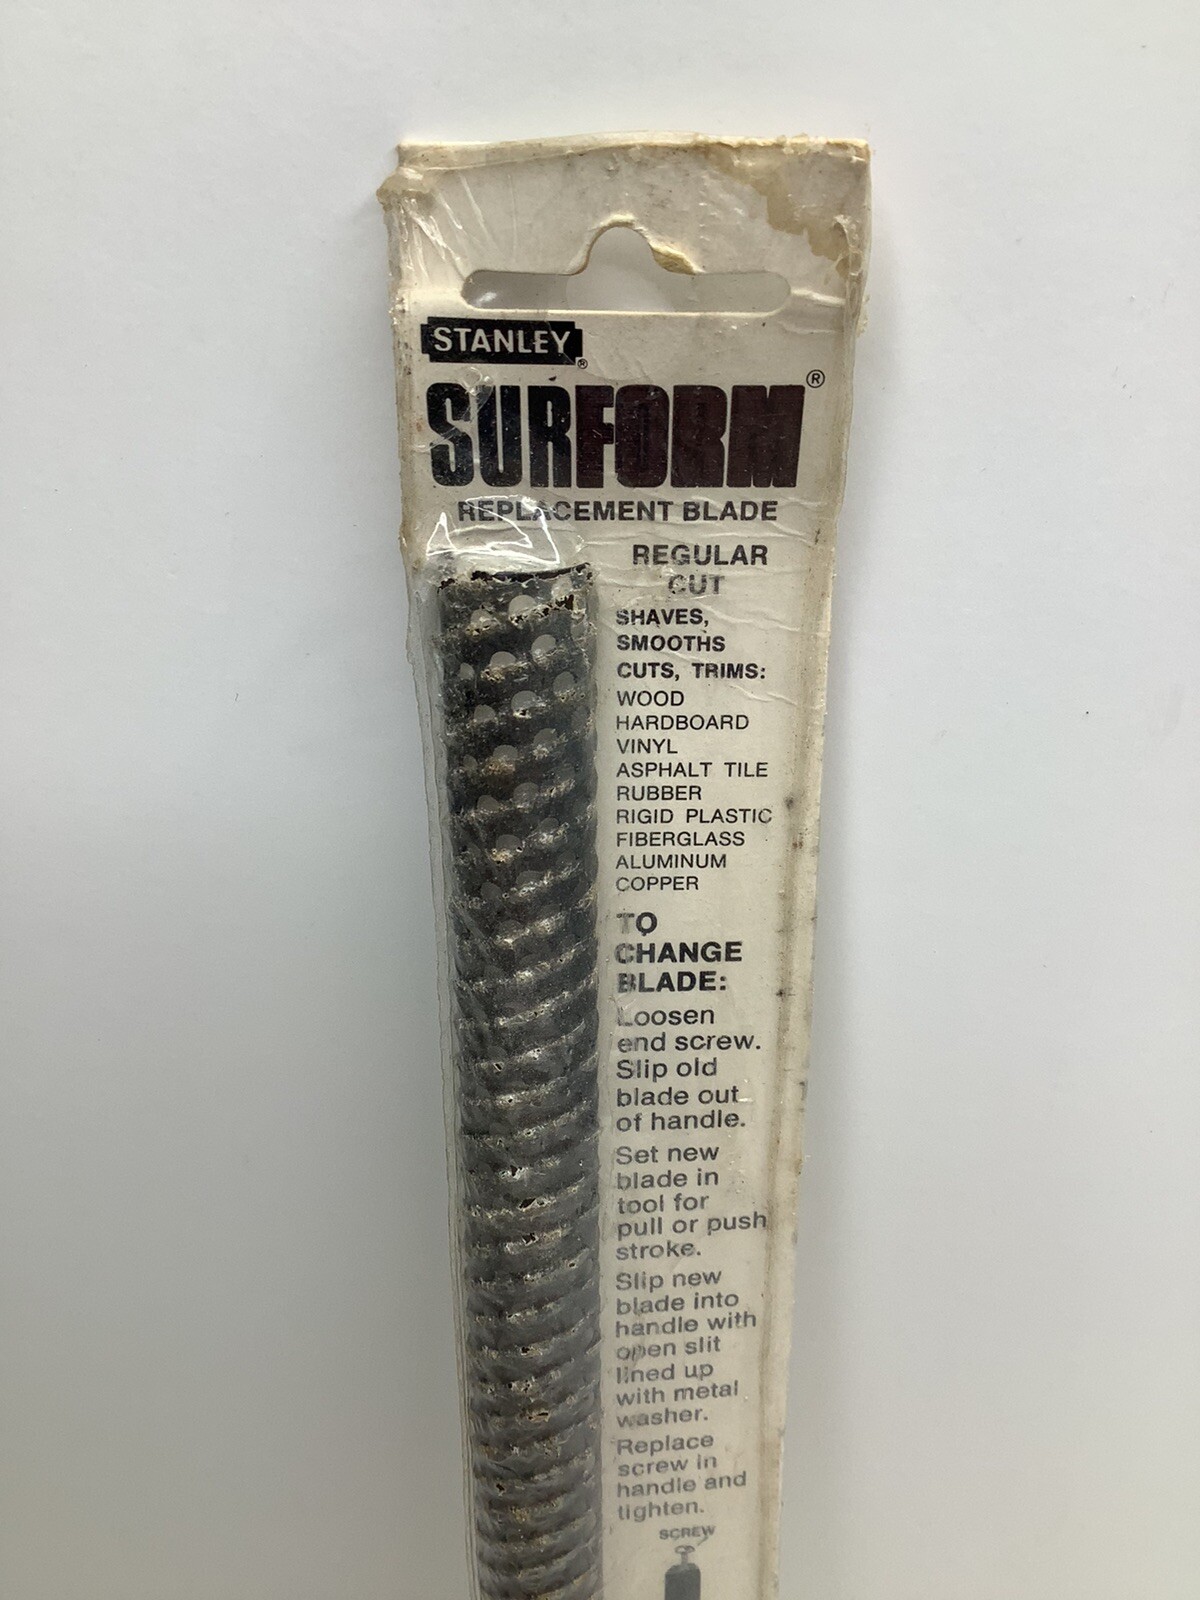 STANLEY®
SURFORM®
REPLACEMENT BLADE
REGULAR
CUT
SHAVES,
SMOOTHS
CUTS, TRIMS:
WOOD
HARDBOARD
VINYL
ASPHALT TILE
RUBBER
RIGID PLASTIC
FIBERGLASS
ALUMINUM
COPPER
TO
CHANGE
BLADE:
Loosen
end screw.
Slip old
blade out
of handle.
Set new
blade in
tool for
pull or push
stroke.
Slip new
blade into
handle with
open slit
lined up
with metal
washer.
Replace
screw in
handle and
tighten.
SCREW